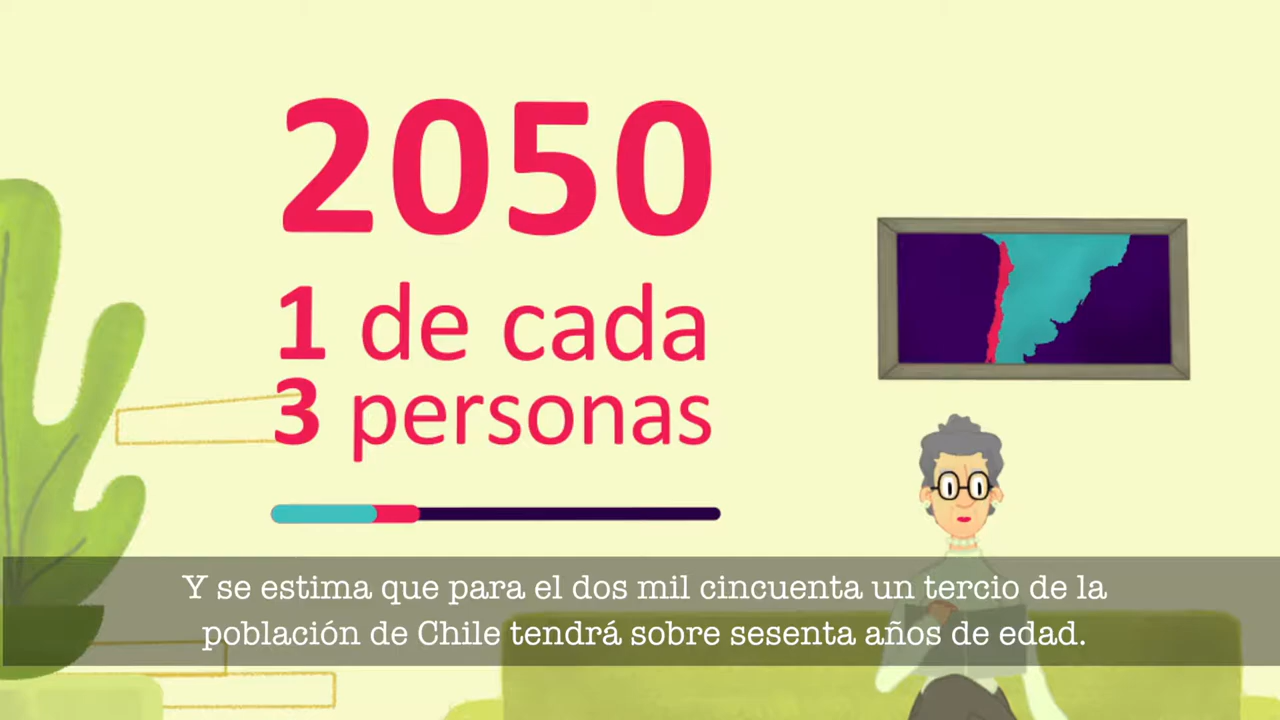 2050
1 de cada
3 personas
Y se estima que para el dos mil cincuenta un tercio de la
población de Chile tendrá sobre sesenta años de edad.